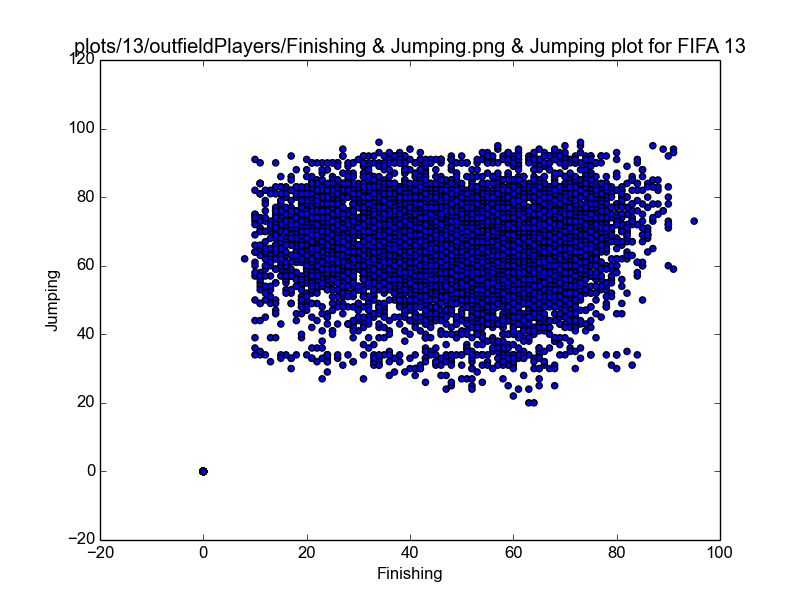 plots/13/outfieldPlayers/Finishing & Jumping.png & Jumping plot for FIFA 13
120
100
80
60
40
20
0
−20
Jumping
−20 0 20 40 60 80 100
Finishing